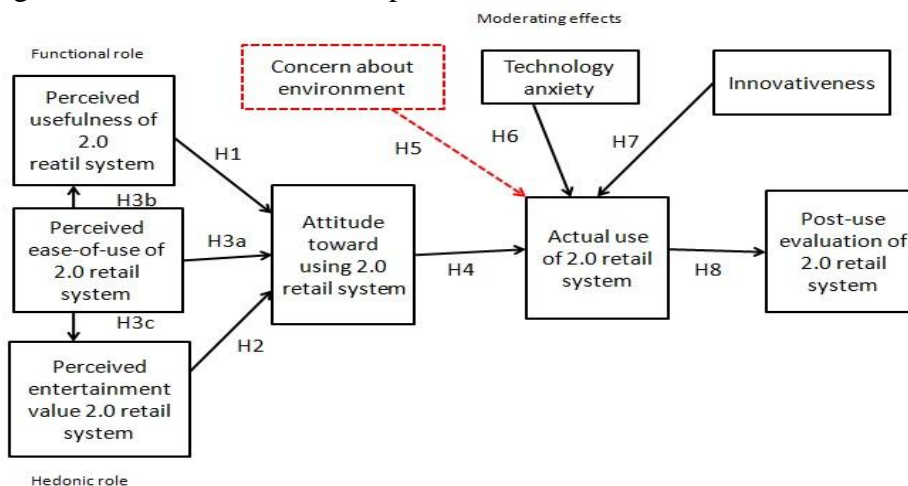 Moderating effects
Functional role
Concern about
environment
Technology
anxiety
Innovativeness
Perceived
usefulness of
2.0
reatil system
H1
H5
H6
H7
H3b
Perceived
ease-of-use of
2.0 retail
system
H3a
Attitude
toward
using 2.0
retail system
H4
Actual use
of 2.0 retail
system
H8
Post-use
evaluation of
2.0 retail
system
H3c
H2
Perceived
entertainment
value 2.0 retail
system
Hedonic role